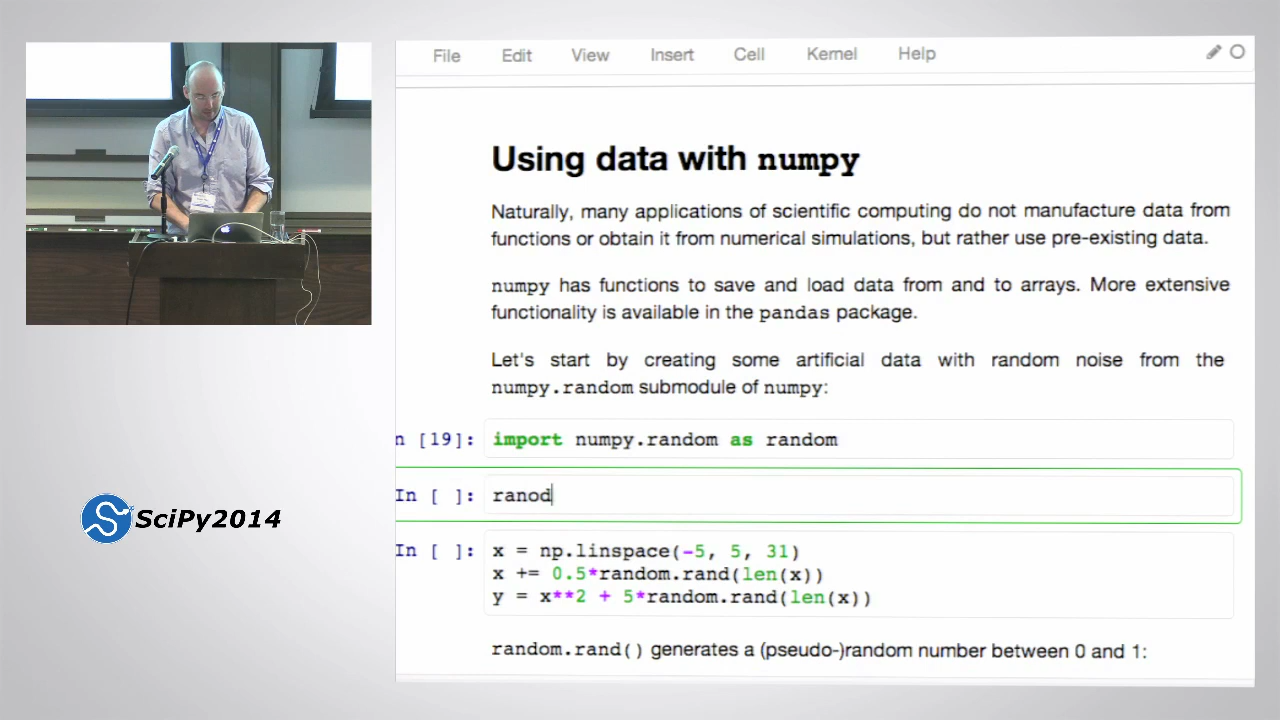 File Edit View Insert Cell Kernel Help
Using data with numpy
Naturally, many applications of scientific computing do not manufacture data from
functions or obtain it from numerical simulations, but rather use pre-existing data.
numpy has functions to save and load data from and to arrays. More extensive
functionality is available in the pandas package.
Let's start by creating some artificial data with random noise from the
numpy.random submodule of numpy:
n [19]: import numpy.random as random
In [ ]: ranod
In [ ]: x = np.linspace(-5, 5, 31)
x += 0.5*random.rand(len(x))
y = x**2 + 5*random.rand(len(x))
random.rand() generates a (pseudo-)random number between 0 and 1:
SciPy2014